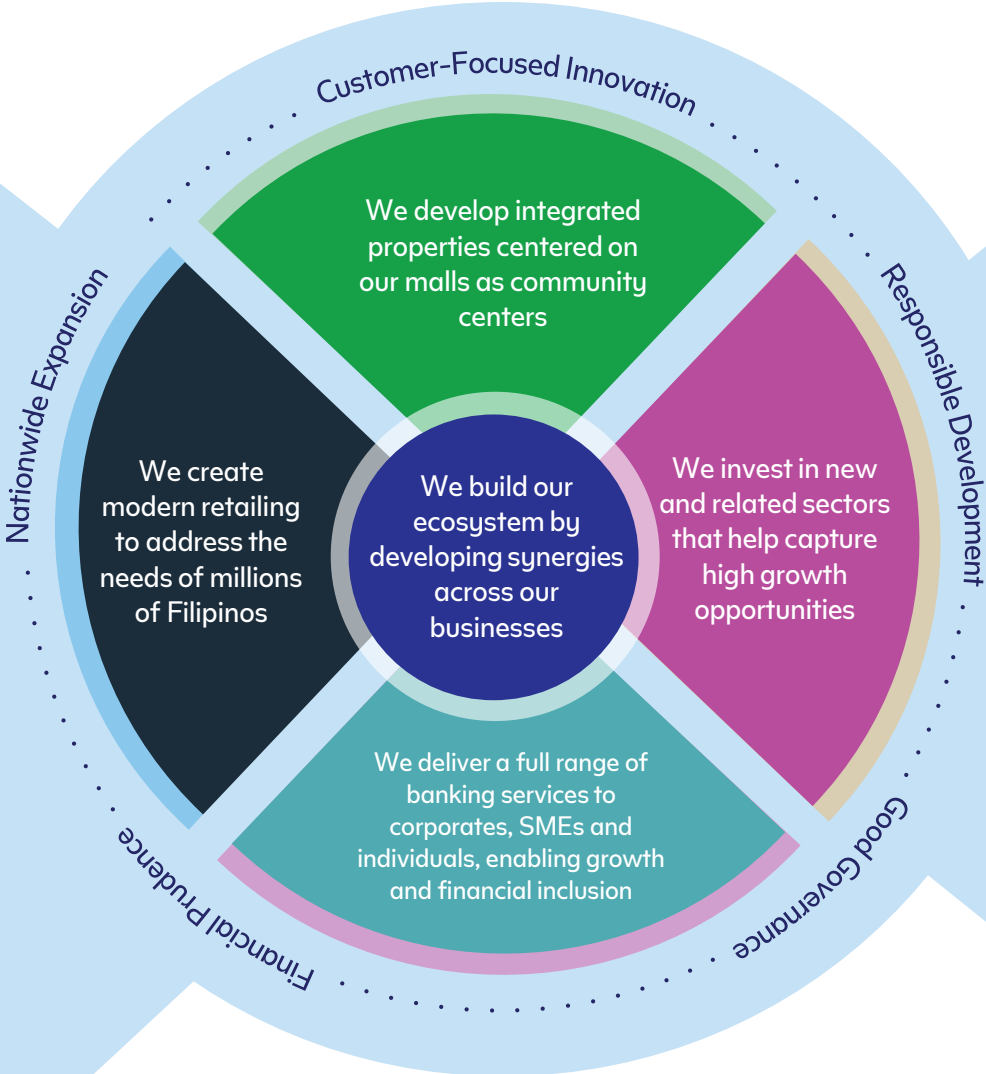 Customer-Focused Innovation
Nationwide Expansion
Responsible Development
We develop integrated
properties centered on
our malls as community
centers
We create
modern retailing
to address the
needs of millions
of Filipinos
We build our
ecosystem by
developing synergies
across our
businesses
We invest in new
and related sectors
that help capture
high growth
opportunities
We deliver a full range of
banking services to
corporates, SMEs and
individuals, enabling growth
and financial inclusion
Financial Prudence
Good Governance